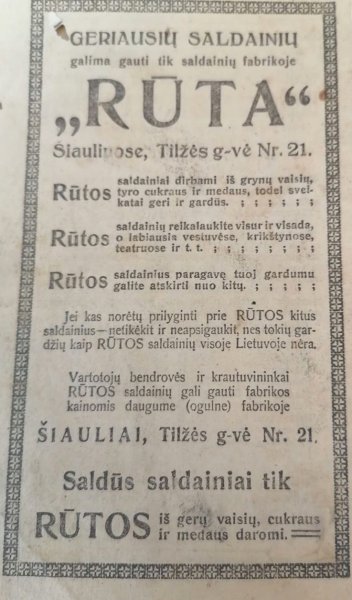 GERIAUSIŲ SALDAINIŲ
galima gauti tik saldainių fabrikoje
„RŪTA“
Šiauliuose, Tilžės g-vė Nr. 21.
Rūtos saldainiai dirbami iš grynų vaisių,
tyro cukraus ir medaus, todėl svei-
katai geri ir gardūs. ; ; ; ; ; ;
Rūtos saldainių reikalaukite visur ir visada,
o labiausia vestuvėse, krikštynose,
teatruose ir t. t. ; ; ; ; ; ; ; ;
Rūtos saldainius paragavę tuoj gardumu
galite atskirti nuo kitų. ; ; ; ; ;
Jei kas norėtų prilyginti prie RŪTOS kitus
saldainius—netikėkit ir neapsigaukit, nes tokių gar-
džių kaip RŪTOS saldainių visoje Lietuvoje nėra.
Vartotojų bendrovės ir krautuvininkai
RŪTOS saldainių gali gauti fabrikos
kainomis daugume (ogulne) fabrikoje
ŠIAULIAI, Tilžės g-vė Nr. 21.
Saldūs saldainiai tik
RŪTOS iš gerų vaisių, cukraus
ir medaus daromi.